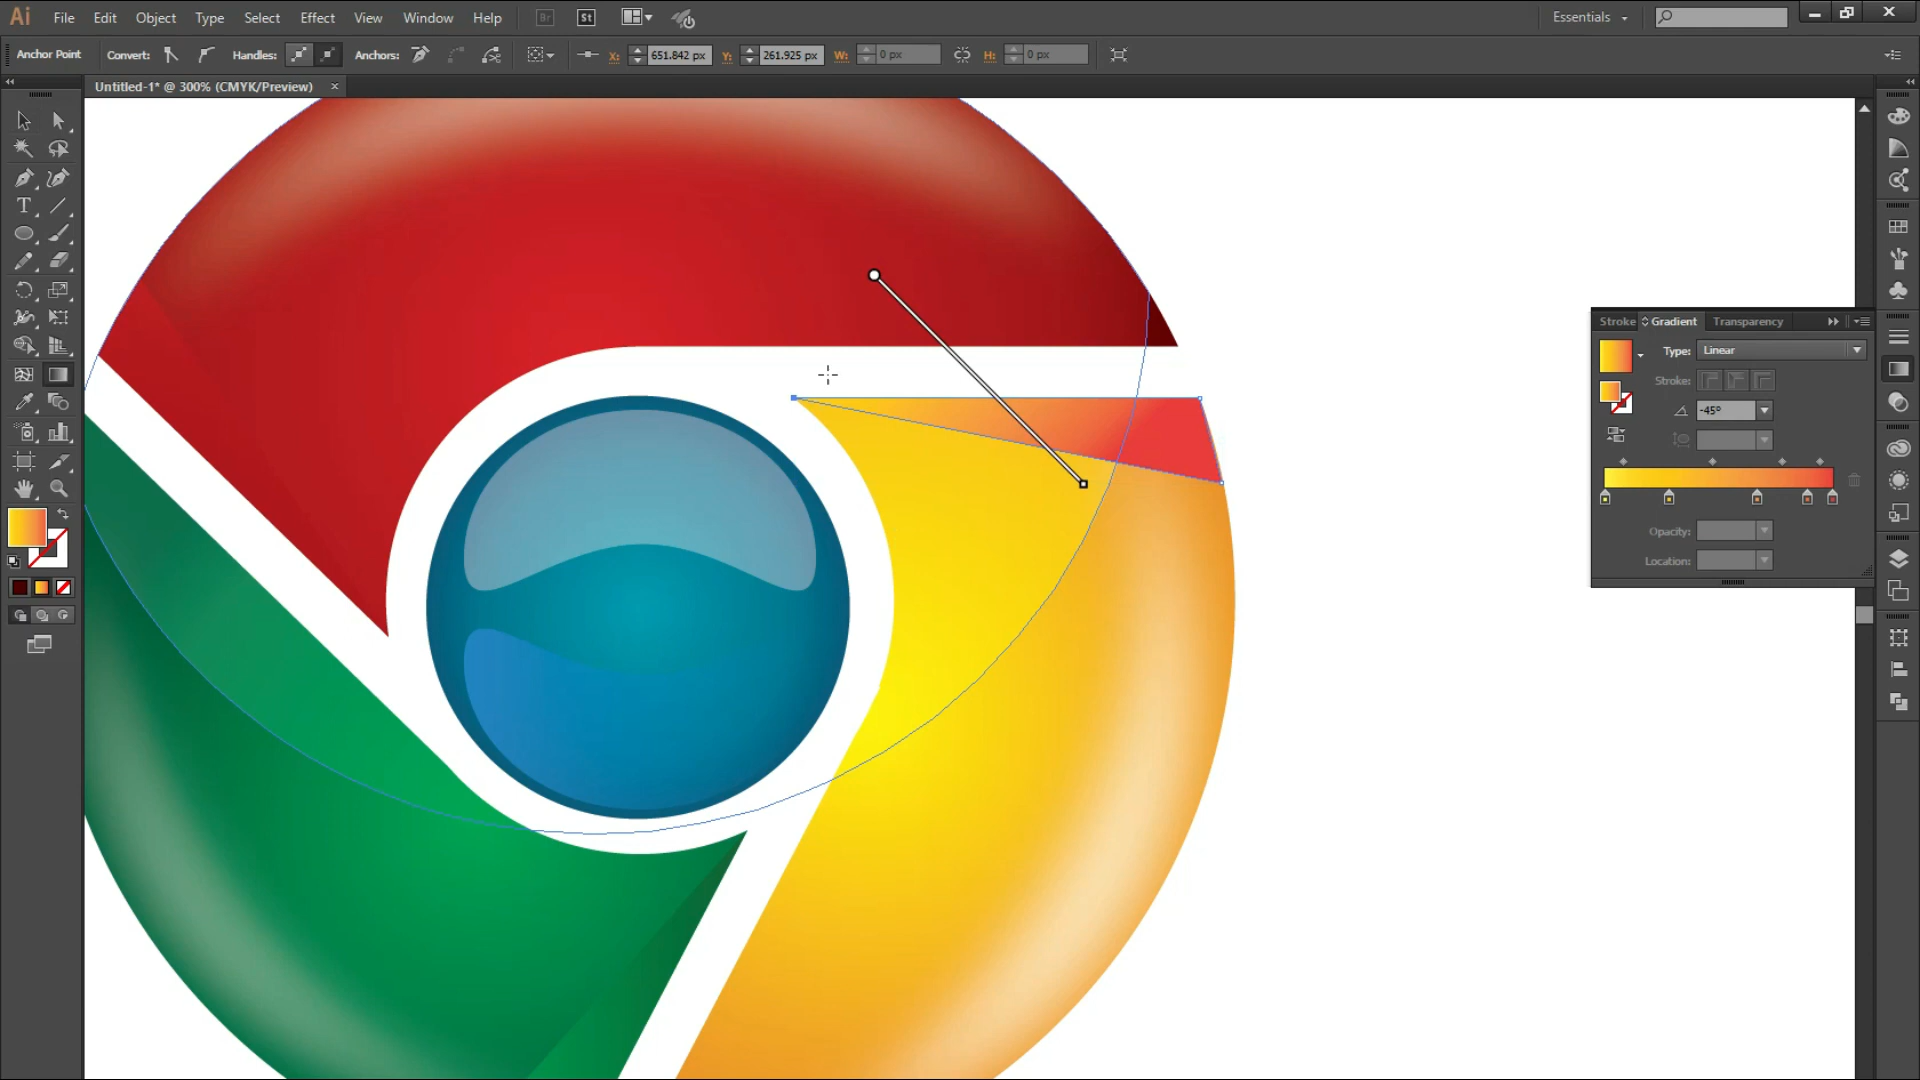 Ai File Edit Object Type Select Effect View Window Help Br St Essentials
Anchor Point Convert: Handles: Anchors: X: 651.842 px Y: 261.925 px W: 0 px H: 0 px
Untitled-1* @ 300% (CMYK/Preview) ×
Stroke Gradient Transparency
Type: Linear
Stroke:
-45°
Opacity:
Location: